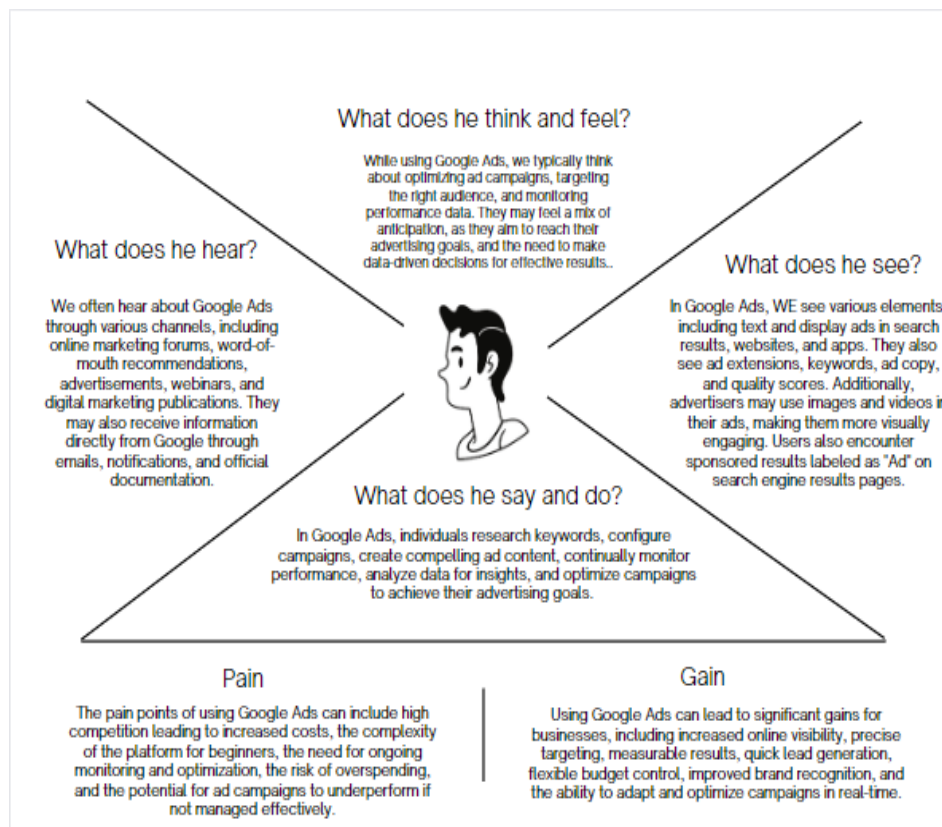 What does he think and feel?
While using Google Ads, we typically think
about optimizing ad campaigns, targeting
the right audience, and monitoring
performance data. They may feel a mix of
anticipation, as they aim to reach their
advertising goals, and the need to make
data-driven decisions for effective results..
What does he hear?
We often hear about Google Ads
through various channels, including
online marketing forums, word-of-
mouth recommendations,
advertisements, webinars, and
digital marketing publications. They
may also receive information
directly from Google through
emails, notifications, and official
documentation.
What does he see?
In Google Ads, WE see various elements
including text and display ads in search
results, websites, and apps. They also
see ad extensions, keywords, ad copy,
and quality scores. Additionally,
advertisers may use images and videos in
their ads, making them more visually
engaging. Users also encounter
sponsored results labeled as "Ad" on
search engine results pages.
What does he say and do?
In Google Ads, individuals research keywords, configure
campaigns, create compelling ad content, continually monitor
performance, analyze data for insights, and optimize campaigns
to achieve their advertising goals.
Pain
The pain points of using Google Ads can include high
competition leading to increased costs, the complexity
of the platform for beginners, the need for ongoing
monitoring and optimization, the risk of overspending,
and the potential for ad campaigns to underperform if
not managed effectively.
Gain
Using Google Ads can lead to significant gains for
businesses, including increased online visibility, precise
targeting, measurable results, quick lead generation,
flexible budget control, improved brand recognition, and
the ability to adapt and optimize campaigns in real-time.